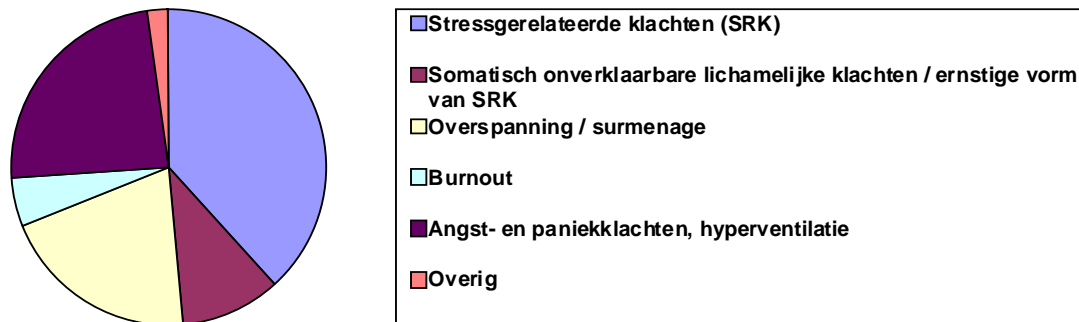 Stressgerelateerde klachten (SRK)
Somatisch onverklaarbare lichamelijke klachten / ernstige vorm
van SRK
Overspanning / surmenage
Burnout
Angst- en paniekklachten, hyperventilatie
Overig